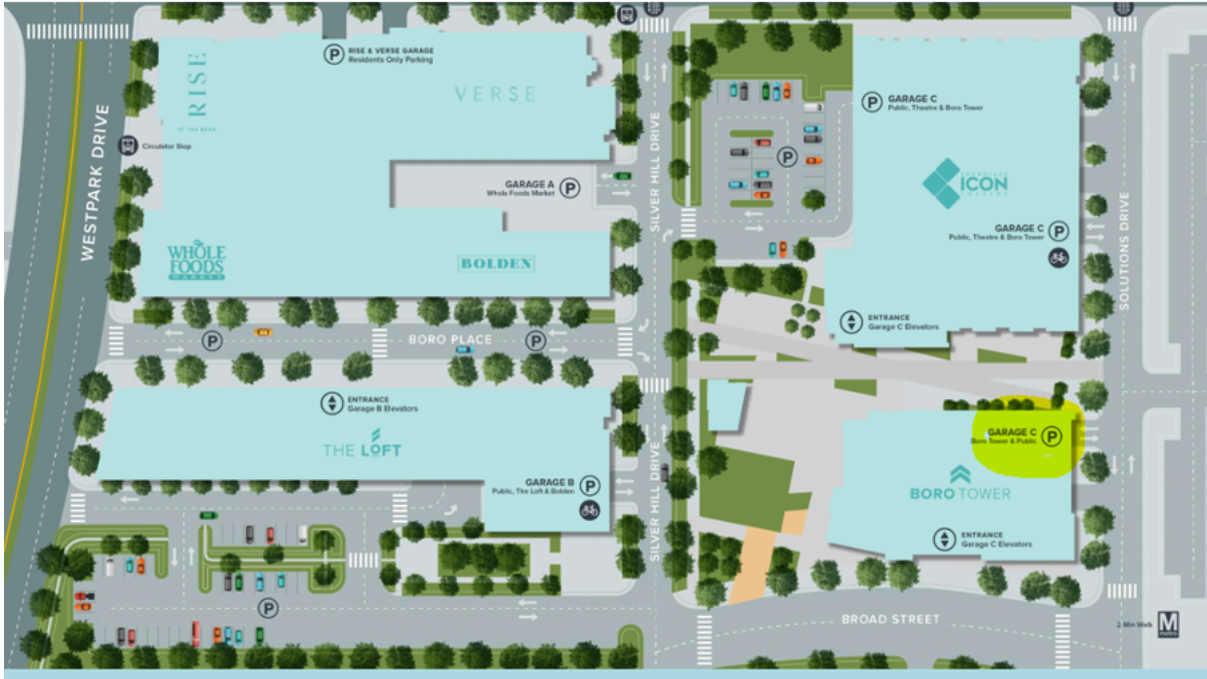 RISE & VERSE GARAGE
Residents Only Parking
RISE
AT THE BORO
VERSE
WESTPARK DRIVE
Circulator Stop
GARAGE A
Whole Foods Market
SILVER HILL DRIVE
P
P
P
GARAGE C
Public, Theatre & Boro Tower
P
SHOWPLACE
ICON
THEATRE
GARAGE C
Public, Theatre & Boro Tower
P
SOLUTIONS DRIVE
WHOLE
FOODS
MARKET
BOLDEN
ENTRANCE
Garage C Elevators
P
BORO PLACE
P
ENTRANCE
Garage B Elevators
THE LOFT
GARAGE C
Boro Tower & Public
P
GARAGE B
Public, The Loft & Bolden
P
SILVER HILL DRIVE
BORO TOWER
ENTRANCE
Garage C Elevators
P
BROAD STREET
2 Min Walk
M
metro